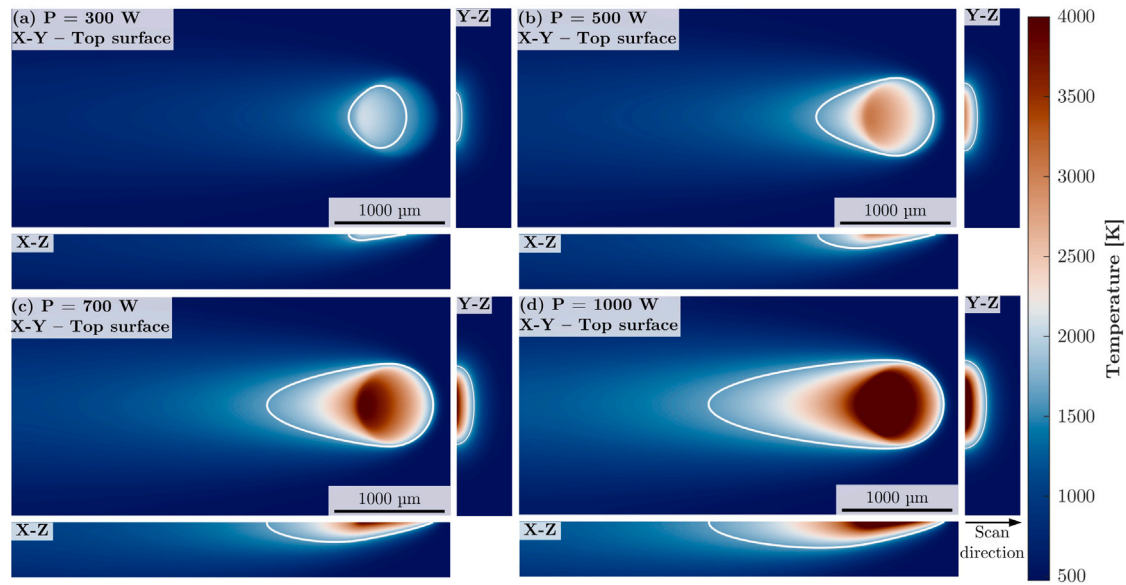 (a) P = 300 W
X-Y – Top surface
Y-Z
1000 µm
X-Z
(b) P = 500 W
X-Y – Top surface
Y-Z
1000 µm
X-Z
(c) P = 700 W
X-Y – Top surface
Y-Z
1000 µm
X-Z
(d) P = 1000 W
X-Y – Top surface
Y-Z
1000 µm
X-Z
Scan
direction
4000
3500
3000
2500
2000
1500
1000
500
Temperature [K]